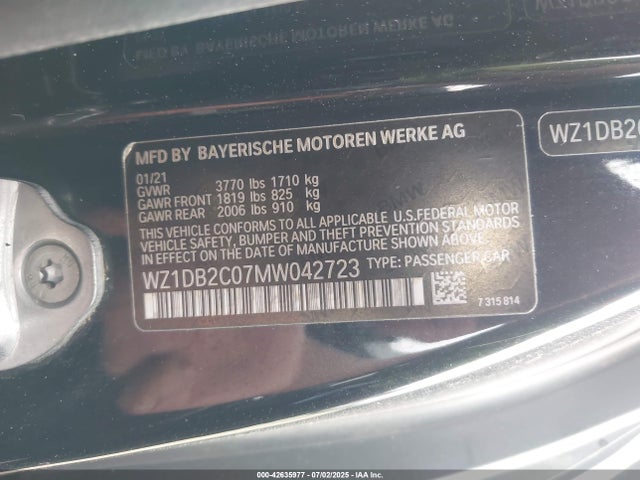 MFD BY BAYERISCHE MOTOREN WERKE AG
01/21
GVWR 3770 lbs 1710 kg
GAWR FRONT 1819 lbs 825 kg
GAWR REAR 2006 lbs 910 kg
THIS VEHICLE CONFORMS TO ALL APPLICABLE U.S.FEDERAL MOTOR
VEHICLE SAFETY, BUMPER AND THEFT PREVENTION STANDARDS
IN EFFECT ON THE DATE OF MANUFACTURE SHOWN ABOVE
WZ1DB2C07MW042723 TYPE: PASSENGER CAR
7 315 814
WZ1DB2C
000-42635977 - 07/02/2025 - IAA Inc.